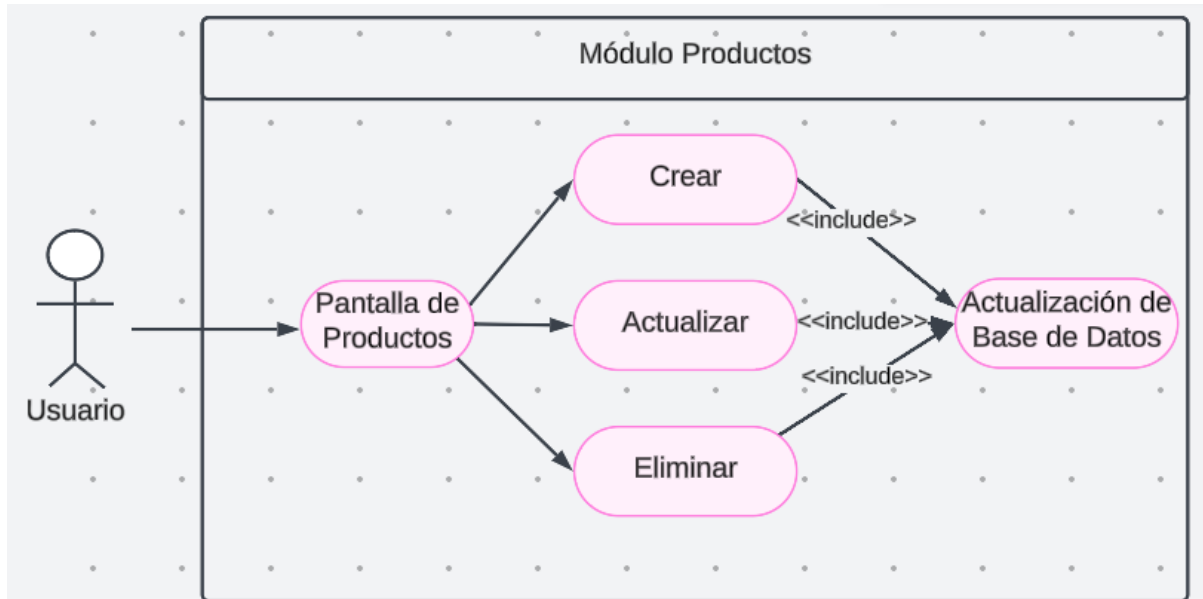 Módulo Productos
Crear
<<include>>
Pantalla de
Productos
Actualizar
<<include>>
Actualización de
Base de Datos
<<include>>
Usuario
Eliminar